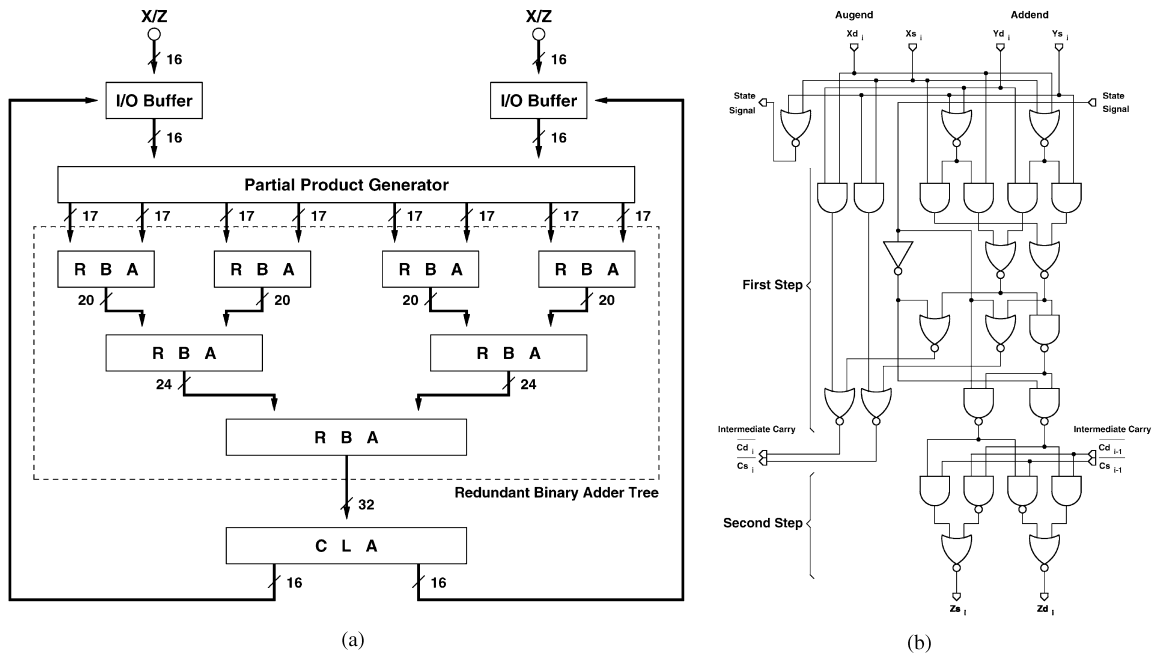 X/Z X/Z
16 16
I/O Buffer I/O Buffer
16 16
Partial Product Generator
17 17 17 17 17 17 17 17
R B A R B A R B A R B A
20 20 20 20
R B A R B A
24 24
R B A
Redundant Binary Adder Tree
32
C L A
16 16
(a)
Augend Addend
Xd i Xs i Yd i Ys i
State Signal
State Signal
First Step
Intermediate Carry Intermediate Carry
Cd i Cd i-1
Cs i Cs i-1
Second Step
Zs i Zd i
(b)